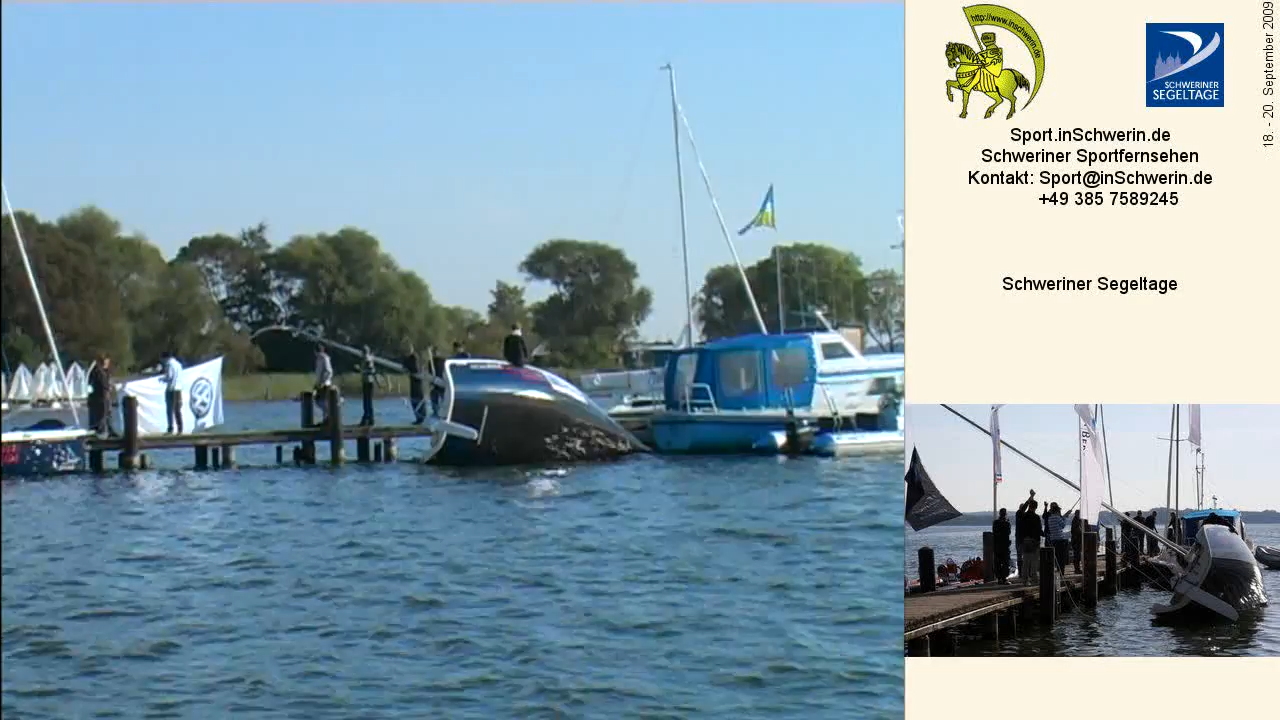 http://www.inschwerin.de
SCHWERINER
SEGELTAGE
18. - 20. September 2009
Sport.inSchwerin.de
Schweriner Sportfernsehen
Kontakt: Sport@inSchwerin.de
+49 385 7589245
Schweriner Segeltage